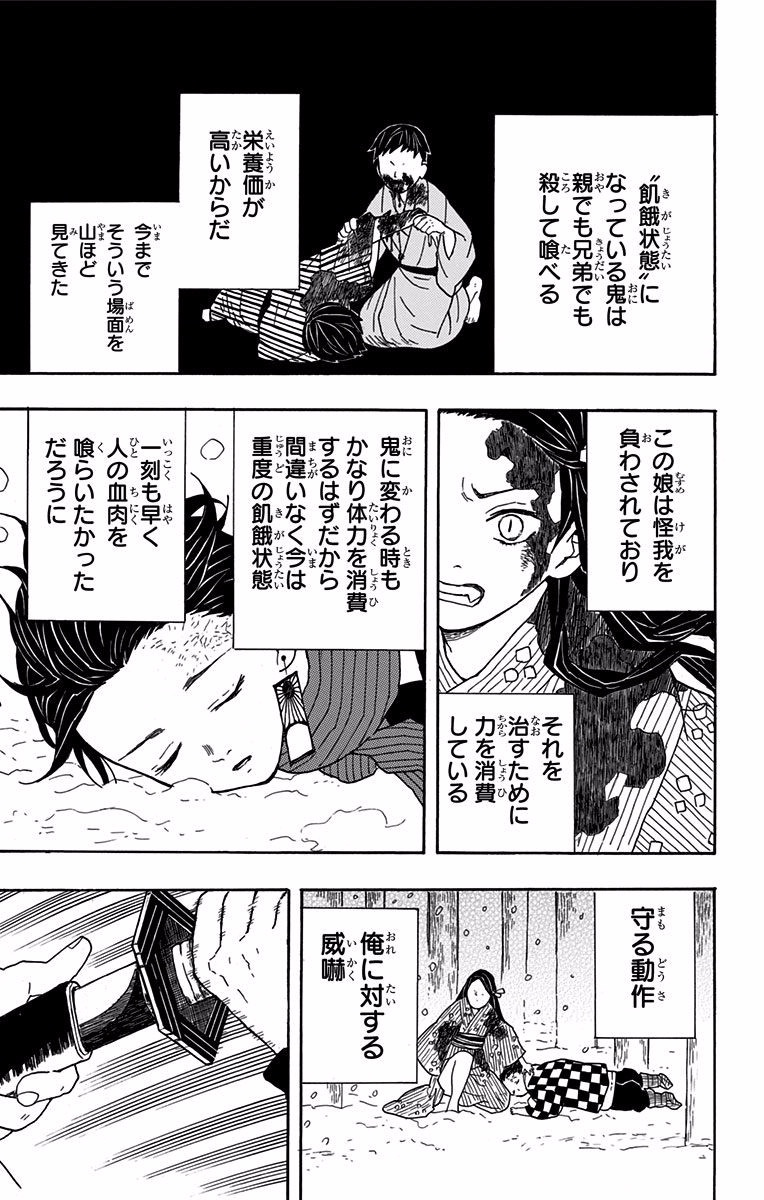 〝飢餓状態〟に
なっている鬼は
親でも兄弟でも
殺して喰べる
栄養価が
高いからだ
今まで
そういう場面を
山ほど
見てきた
この娘は怪我を
負わされており
それを
治すために
力を消費
している
鬼に変わる時も
かなり体力を消費
するはずだから
間違いなく今は
重度の飢餓状態
一刻も早く
人の血肉を
喰らいたかった
だろうに
守る動作
俺に対する
威嚇